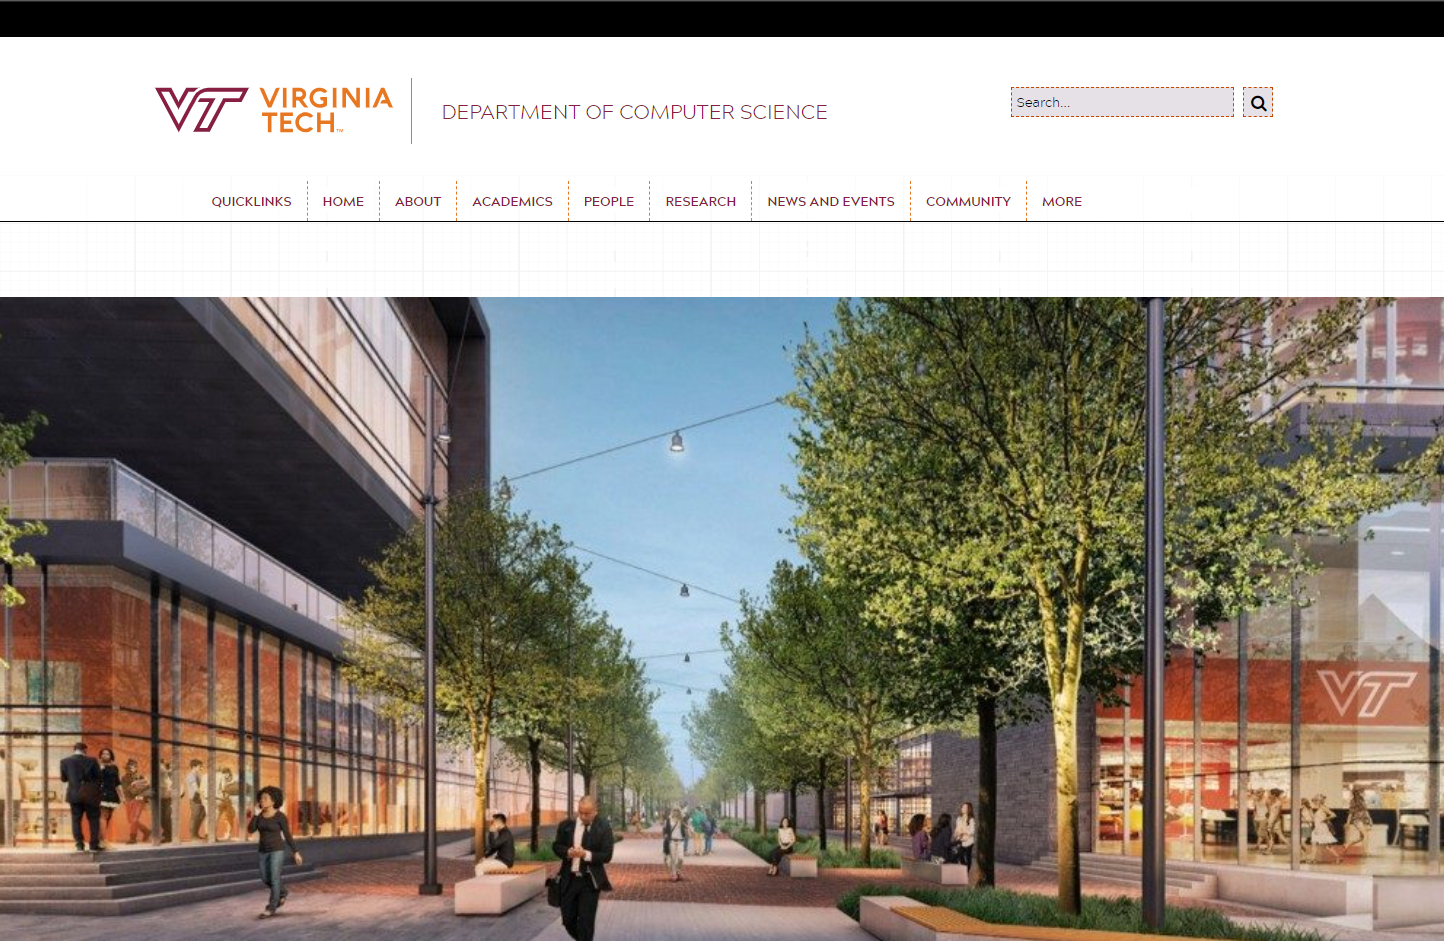 VT VIRGINIA TECH™
DEPARTMENT OF COMPUTER SCIENCE
Search...
QUICKLINKS HOME ABOUT ACADEMICS PEOPLE RESEARCH NEWS AND EVENTS COMMUNITY MORE
VT